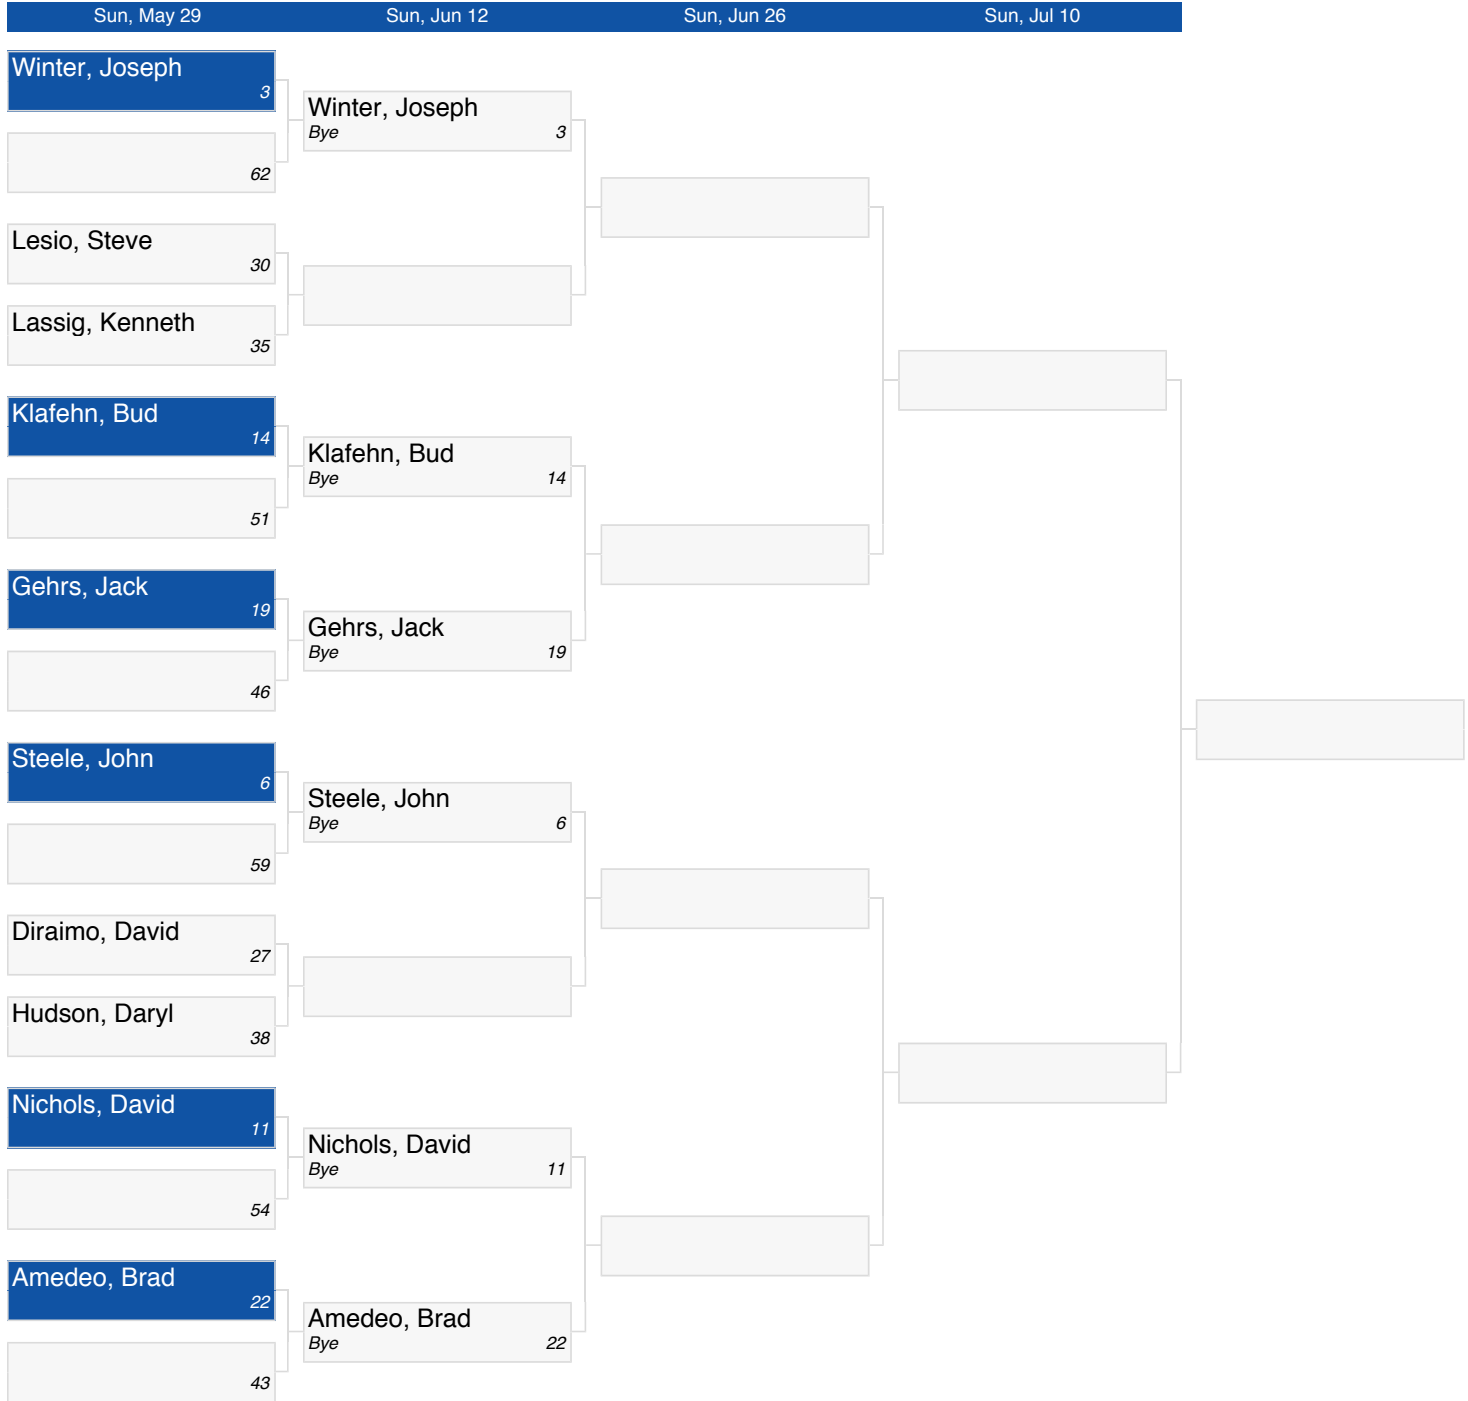 Sun, May 29
Sun, Jun 12
Sun, Jun 26
Sun, Jul 10
Winter, Joseph
3
62
Lesio, Steve
30
Lassig, Kenneth
35
Klafehn, Bud
14
51
Gehrs, Jack
19
46
Steele, John
6
59
Diraimo, David
27
Hudson, Daryl
38
Nichols, David
11
54
Amedeo, Brad
22
43
Winter, Joseph
Bye 3
Klafehn, Bud
Bye 14
Gehrs, Jack
Bye 19
Steele, John
Bye 6
Nichols, David
Bye 11
Amedeo, Brad
Bye 22